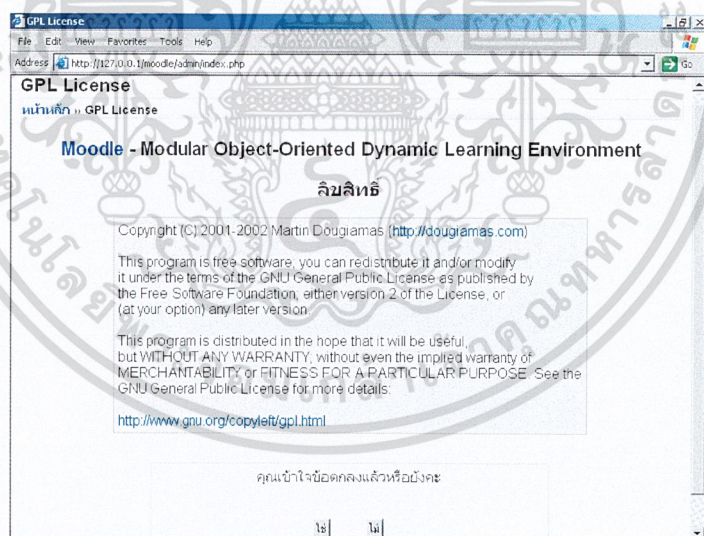 GPL License
File Edit View Favorites Tools Help
Address http://127.0.0.1/moodle/admin/index.php Go
GPL License
หน้าหลัก » GPL License
Moodle - Modular Object-Oriented Dynamic Learning Environment
ลิขสิทธิ์
Copyright (C) 2001-2002 Martin Dougiamas (http://dougiamas.com)
This program is free software; you can redistribute it and/or modify
it under the terms of the GNU General Public License as published by
the Free Software Foundation; either version 2 of the License, or
(at your option) any later version.
This program is distributed in the hope that it will be useful,
but WITHOUT ANY WARRANTY; without even the implied warranty of
MERCHANTABILITY or FITNESS FOR A PARTICULAR PURPOSE. See the
GNU General Public License for more details:
http://www.gnu.org/copyleft/gpl.html
คุณเข้าใจข้อตกลงแล้วหรือยังคะ
ใช่ ไม่